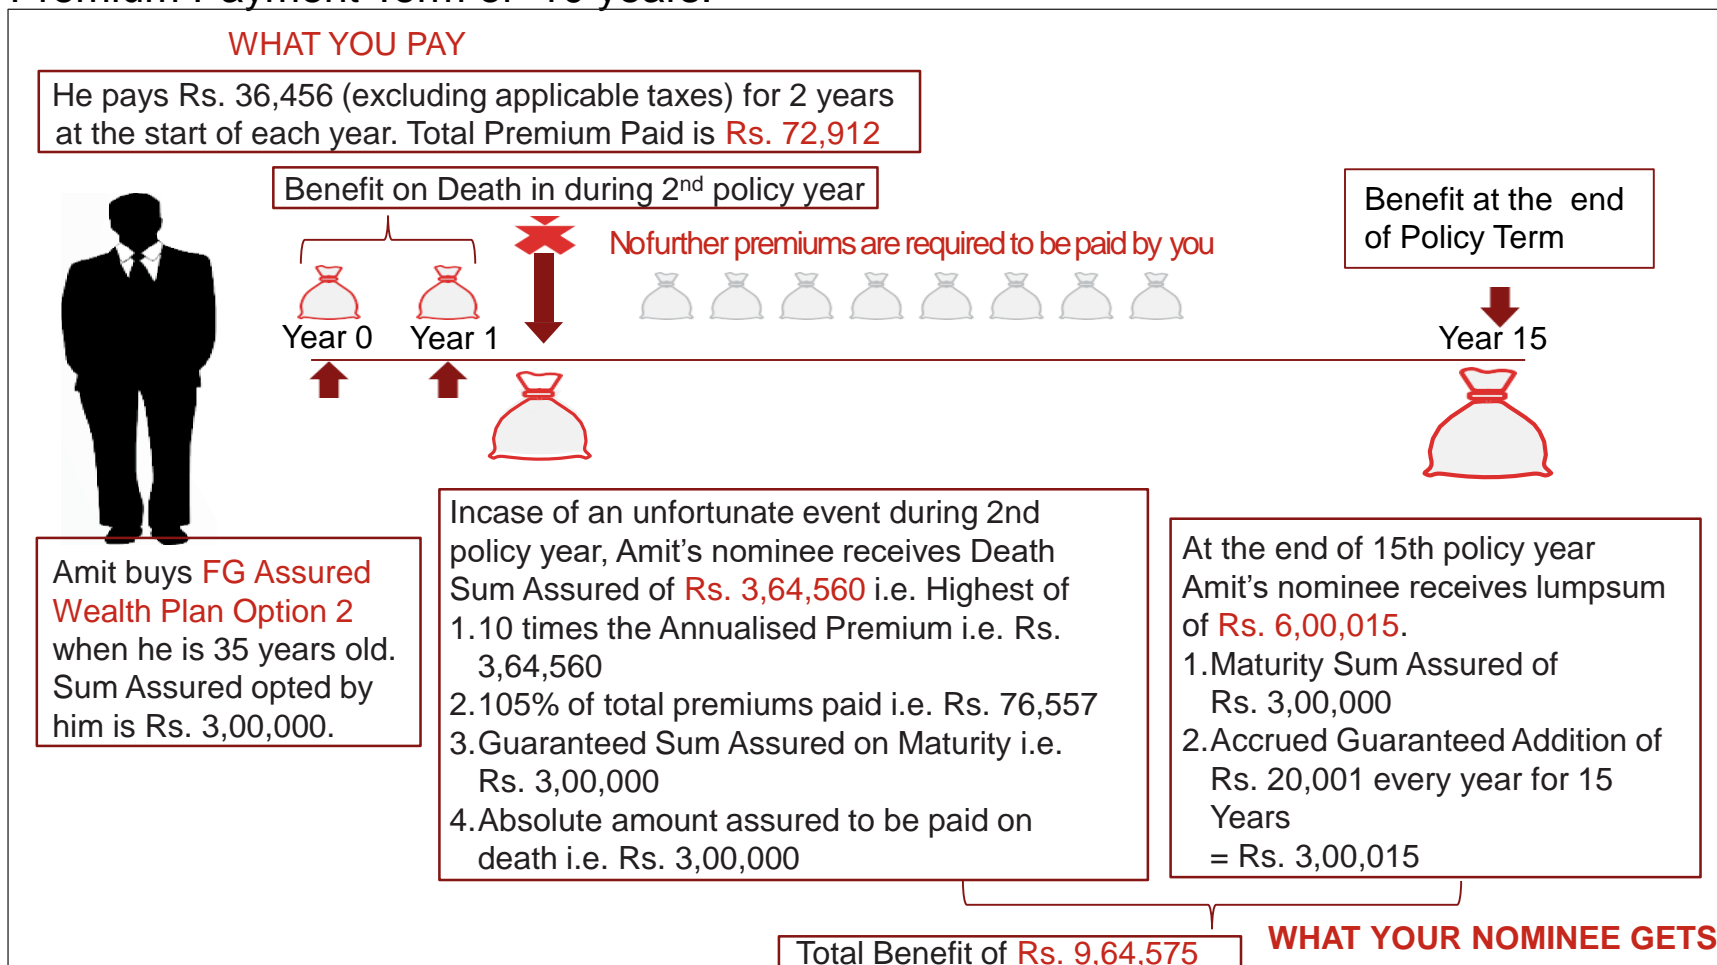 Premium Payment Term of 10 years.
WHAT YOU PAY
He pays Rs. 36,456 (excluding applicable taxes) for 2 years
at the start of each year. Total Premium Paid is Rs. 72,912
Benefit on Death in during 2nd policy year
Benefit at the end
of Policy Term
Nofurther premiums are required to be paid by you
Year 0
Year 1
Year 15
Amit buys FG Assured
Wealth Plan Option 2
when he is 35 years old.
Sum Assured opted by
him is Rs. 3,00,000.
Incase of an unfortunate event during 2nd
policy year, Amit’s nominee receives Death
Sum Assured of Rs. 3,64,560 i.e. Highest of
1.10 times the Annualised Premium i.e. Rs.
3,64,560
2.105% of total premiums paid i.e. Rs. 76,557
3.Guaranteed Sum Assured on Maturity i.e.
Rs. 3,00,000
4.Absolute amount assured to be paid on
death i.e. Rs. 3,00,000
At the end of 15th policy year
Amit’s nominee receives lumpsum
of Rs. 6,00,015.
1.Maturity Sum Assured of
Rs. 3,00,000
2.Accrued Guaranteed Addition of
Rs. 20,001 every year for 15
Years
= Rs. 3,00,015
Total Benefit of Rs. 9,64,575
WHAT YOUR NOMINEE GETS